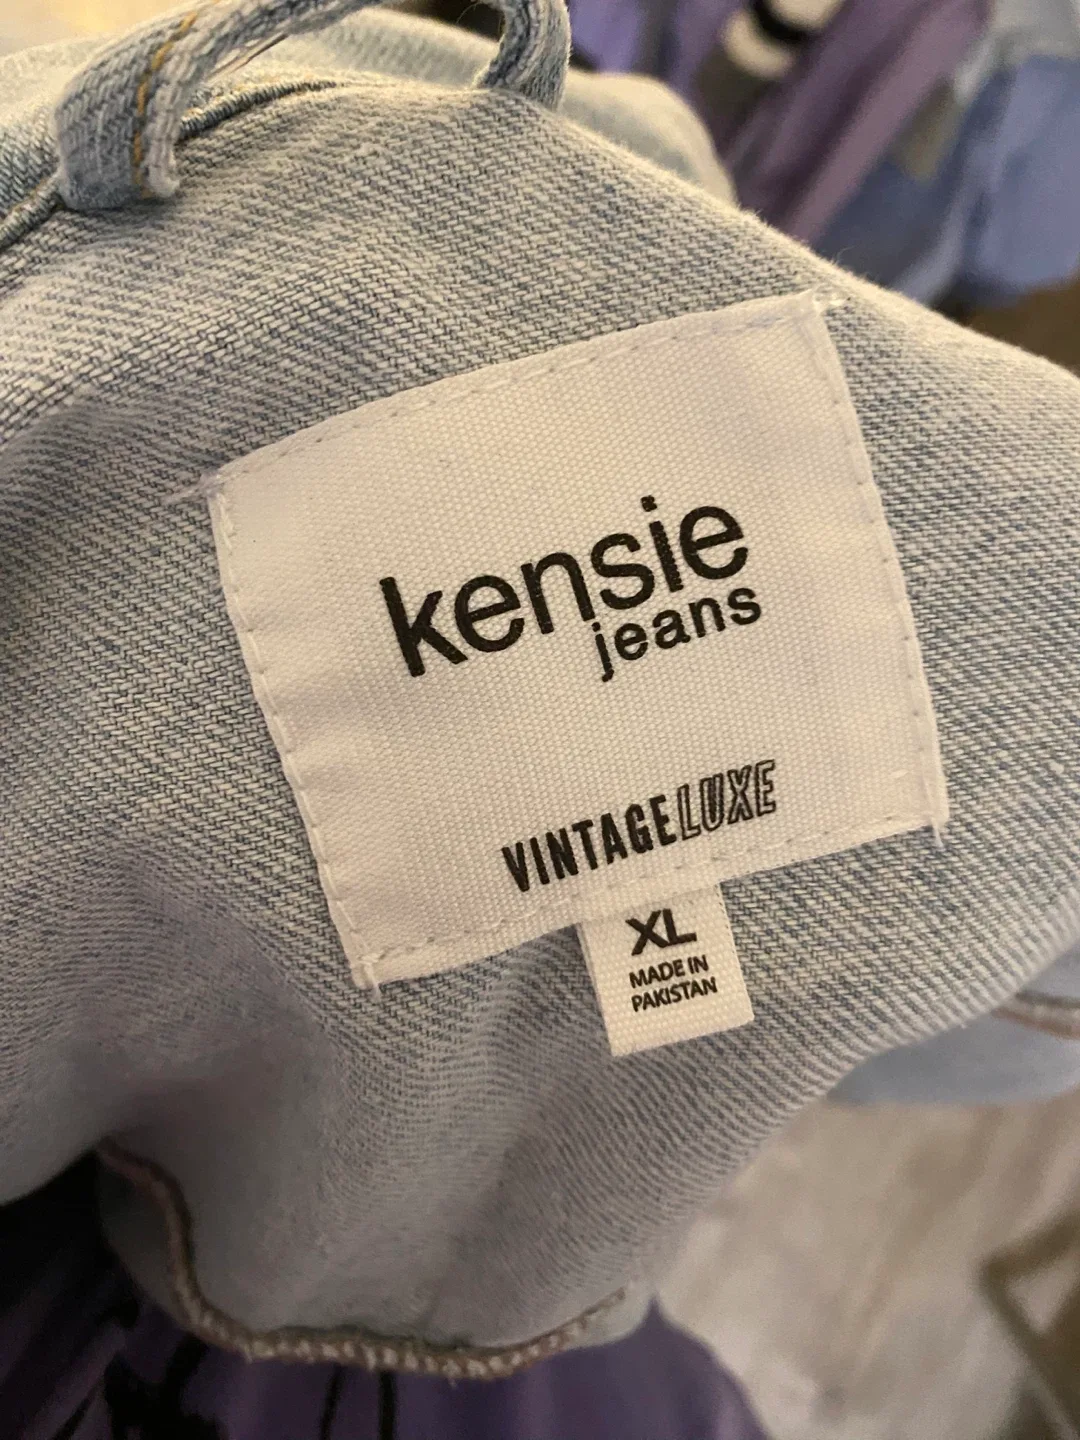 kensie
jeans
VINTAGELUXE
XL
MADE IN
PAKISTAN